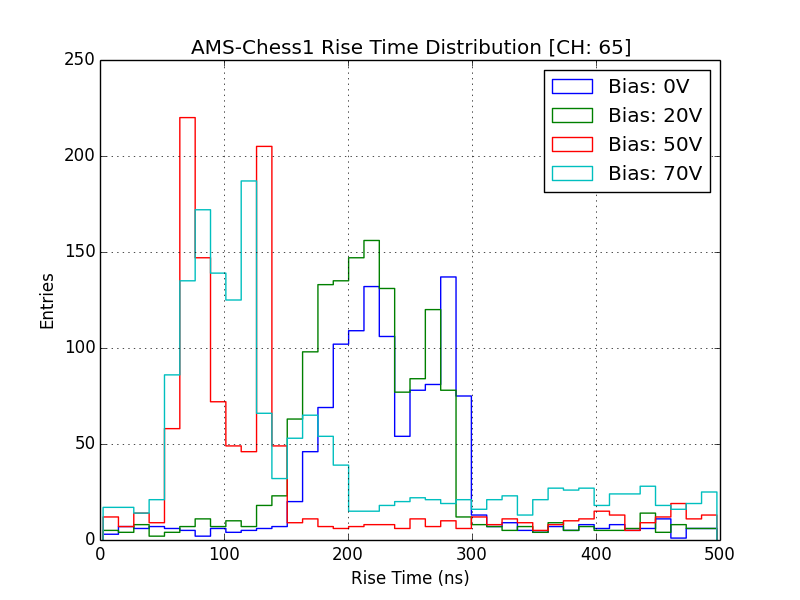 AMS-Chess1 Rise Time Distribution [CH: 65]
250
200
150
100
50
0
Entries
Bias: 0V
Bias: 20V
Bias: 50V
Bias: 70V
0 100 200 300 400 500
Rise Time (ns)